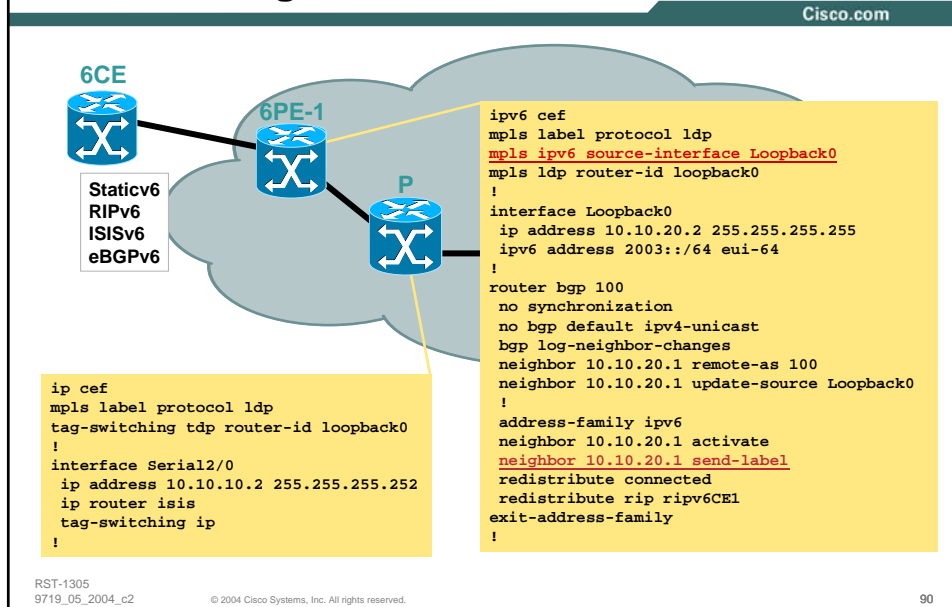 Cisco.com
6CE
6PE-1
P
Staticv6
RIPv6
ISISv6
eBGPv6
ipv6 cef
mpls label protocol ldp
mpls ipv6 source-interface Loopback0
mpls ldp router-id loopback0
!
interface Loopback0
ip address 10.10.20.2 255.255.255.255
ipv6 address 2003::/64 eui-64
!
router bgp 100
no synchronization
no bgp default ipv4-unicast
bgp log-neighbor-changes
neighbor 10.10.20.1 remote-as 100
neighbor 10.10.20.1 update-source Loopback0
!
address-family ipv6
neighbor 10.10.20.1 activate
neighbor 10.10.20.1 send-label
redistribute connected
redistribute rip ripv6CE1
exit-address-family
!
ip cef
mpls label protocol ldp
tag-switching tdp router-id loopback0
!
interface Serial2/0
ip address 10.10.10.2 255.255.255.252
ip router isis
tag-switching ip
!
RST-1305
9719_05_2004_c2
© 2004 Cisco Systems, Inc. All rights reserved.
90